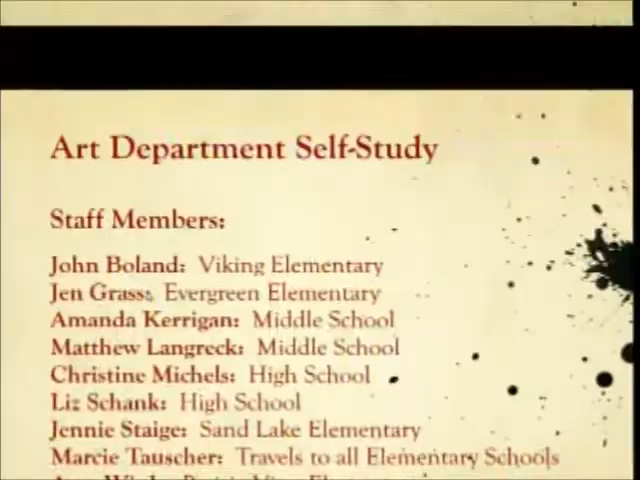 Art Department Self-Study
Staff Members:
John Boland: Viking Elementary
Jen Grass: Evergreen Elementary
Amanda Kerrigan: Middle School
Matthew Langreck: Middle School
Christine Michels: High School
Liz Schank: High School
Jennie Staige: Sand Lake Elementary
Marcie Tauscher: Travels to all Elementary Schools